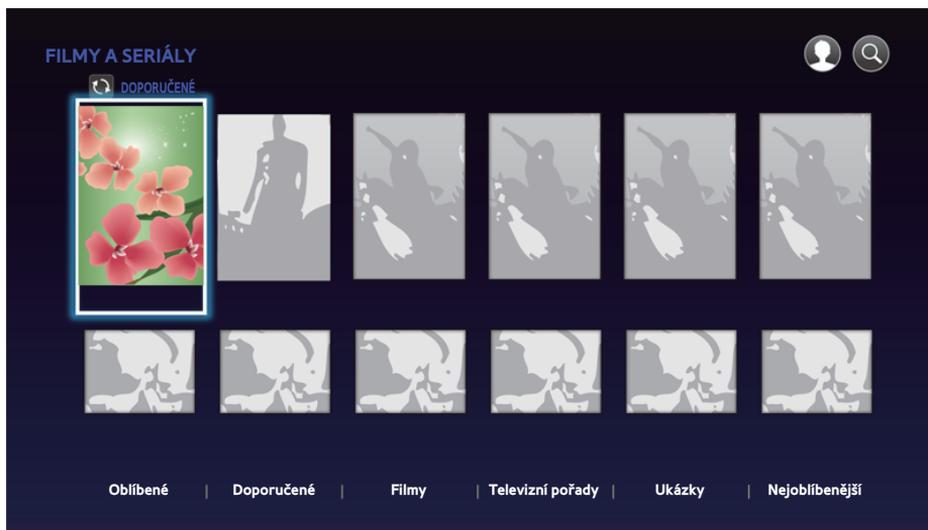 FILMY A SERIÁLY
DOPORUČENÉ
Oblíbené | Doporučené | Filmy | Televizní pořady | Ukázky | Nejoblíbenější